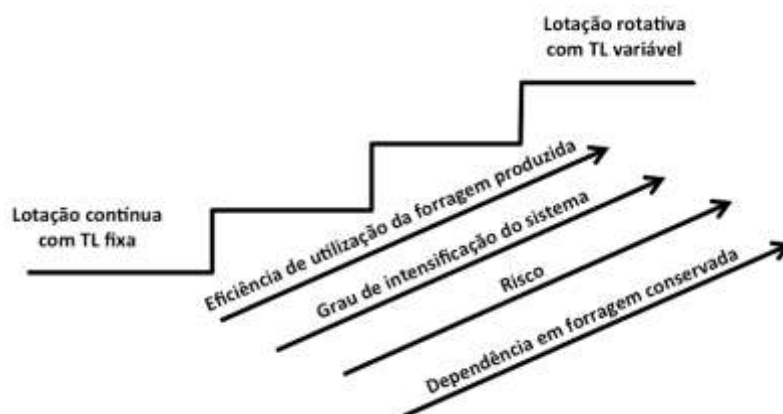 Lotação rotativa
com TL variável
Lotação contínua
com TL fixa
Eficiência de utilização da forragem produzida
Grau de intensificação do sistema
Risco
Dependência em forragem conservada